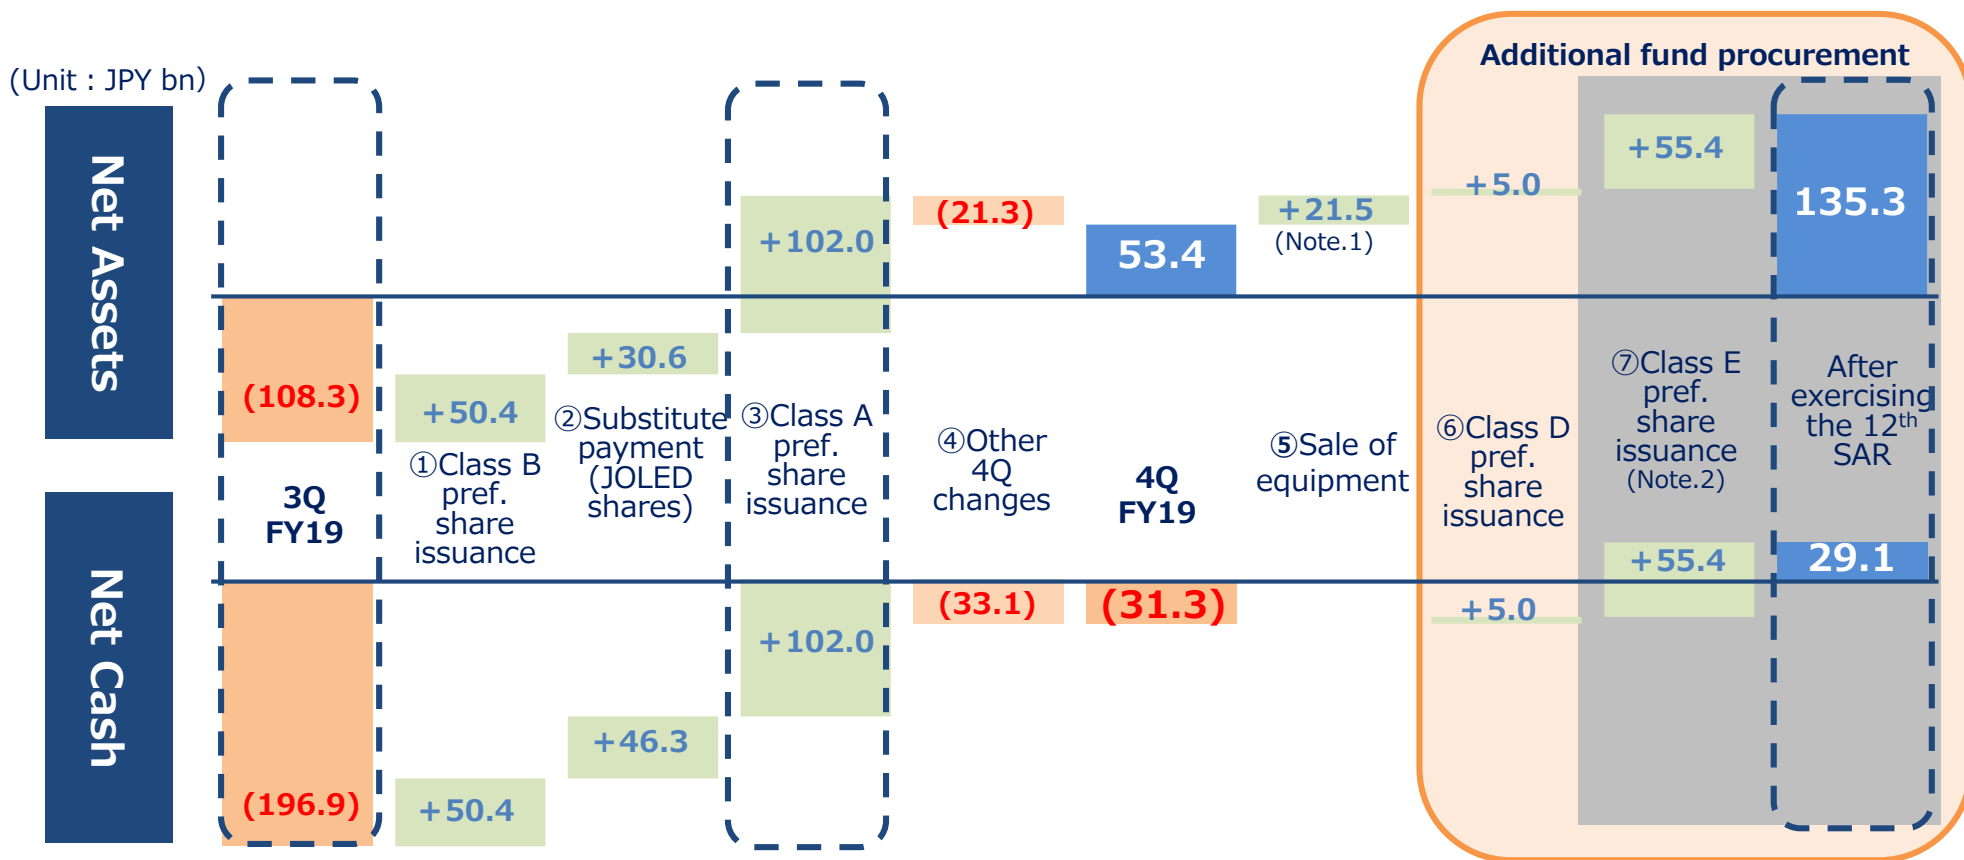 Additional fund procurement
(Unit : JPY bn)
Net Assets
(108.3)
+50.4
+30.6
+102.0
(21.3)
53.4
+21.5
(Note.1)
+5.0
+55.4
135.3
3Q
FY19
①Class B
pref.
share
issuance
②Substitute
payment
(JOLED
shares)
③Class A
pref.
share
issuance
④Other
4Q
changes
4Q
FY19
⑤Sale of
equipment
⑥Class D
pref.
share
issuance
⑦Class E
pref.
share
issuance
(Note.2)
After
exercising
the 12th
SAR
Net Cash
(196.9)
+50.4
+46.3
+102.0
(33.1)
(31.3)
+5.0
+55.4
29.1